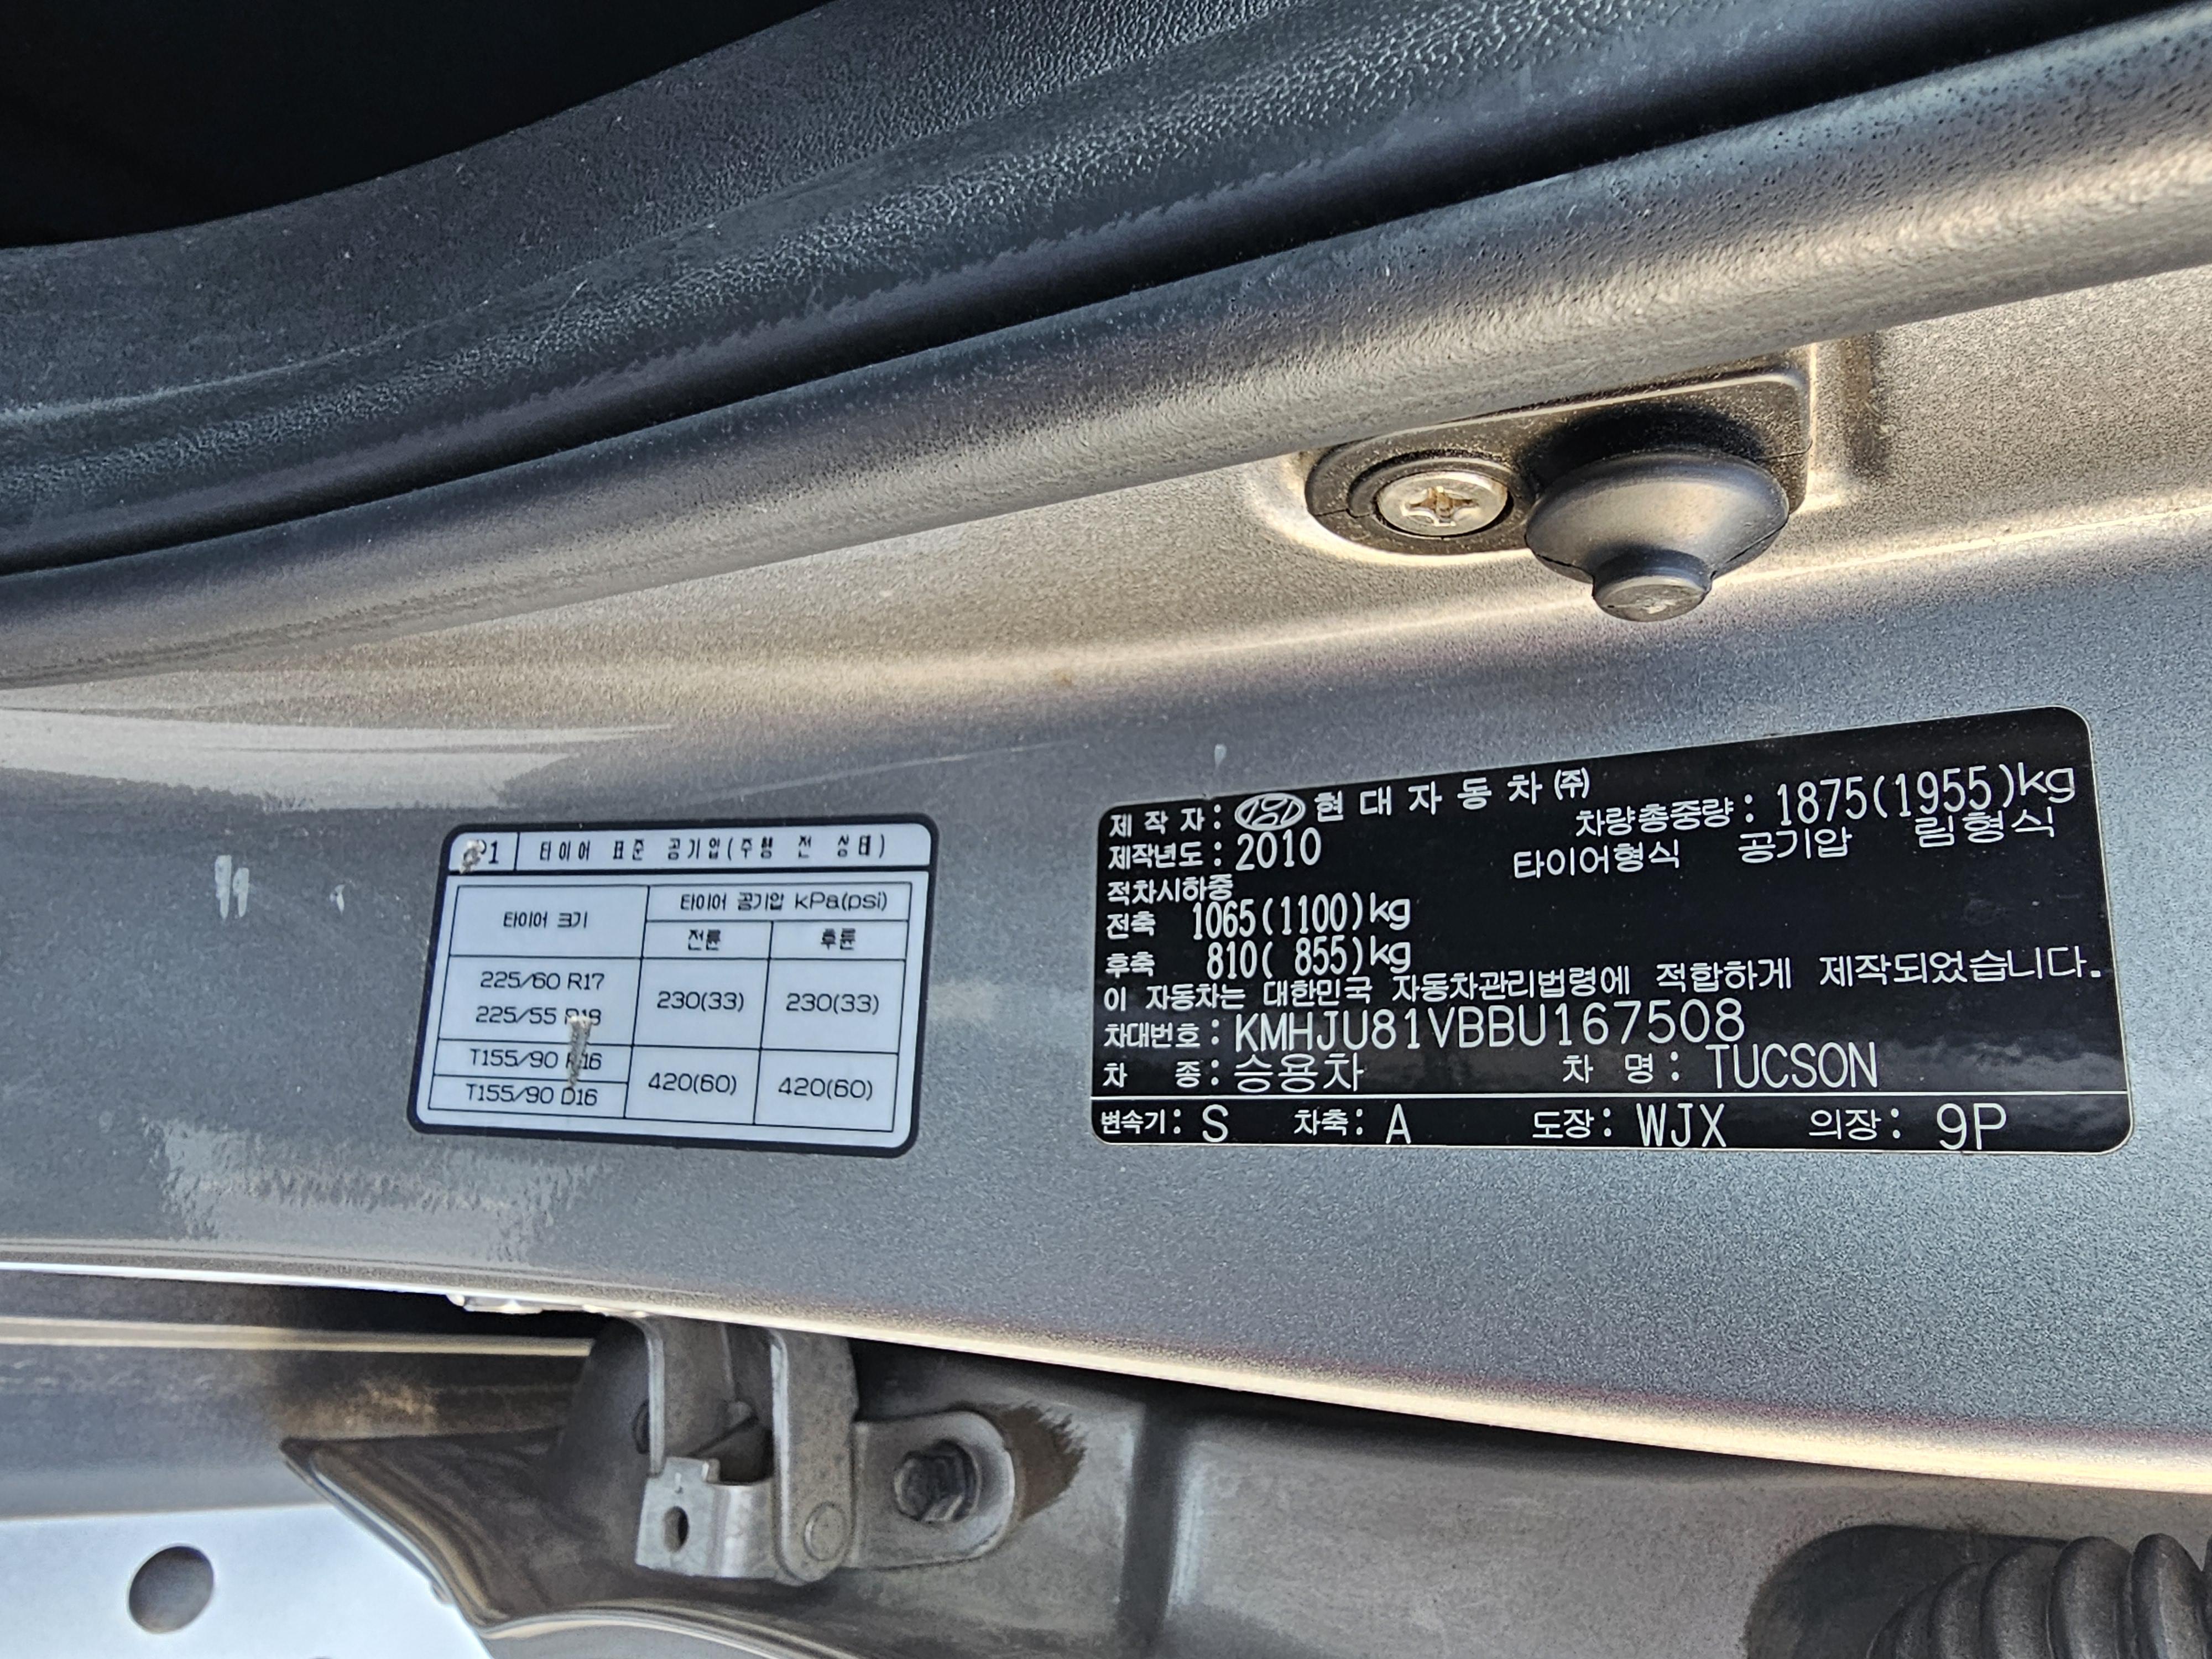 1 타이어 표준 공기압(주행 전 상태)
타이어 크기
타이어 공기압 kPa(psi)
전륜 후륜
225/60 R17
225/55 R18
230(33) 230(33)
T155/90 R16
T155/90 D16
420(60) 420(60)
제작자: 현대자동차㈜
제작년도: 2010
차량총중량: 1875(1955)kg
타이어형식 공기압 림형식
적차시하중
전축 1065(1100)kg
후축 810( 855)kg
이 자동차는 대한민국 자동차관리법령에 적합하게 제작되었습니다.
차대번호: KMHJU81VBBU167508
차 종: 승용차 차 명: TUCSON
변속기: S 차축: A 도장: WJX 의장: 9P